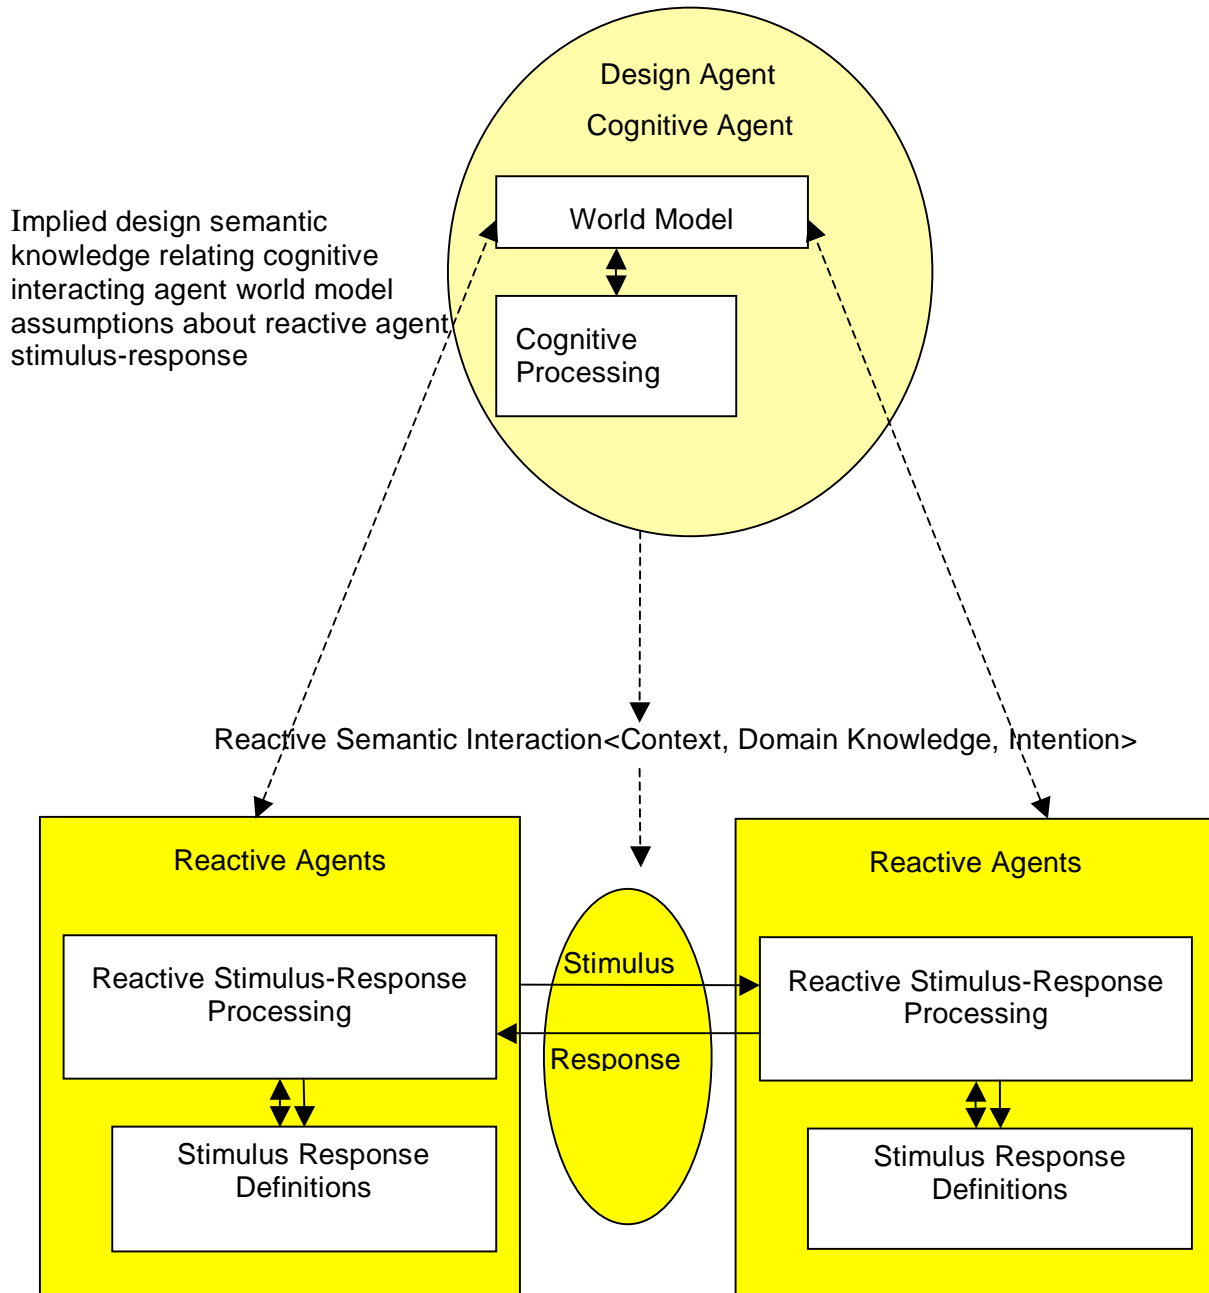 Design Agent
Cognitive Agent
World Model
Implied design semantic
knowledge relating cognitive
interacting agent world model
assumptions about reactive agent
stimulus-response
Cognitive
Processing
Reactive Semantic Interaction<Context, Domain Knowledge, Intention>
Reactive Agents
Reactive Stimulus-Response
Processing
Stimulus Response
Definitions
Stimulus
Response
Reactive Agents
Reactive Stimulus-Response
Processing
Stimulus Response
Definitions